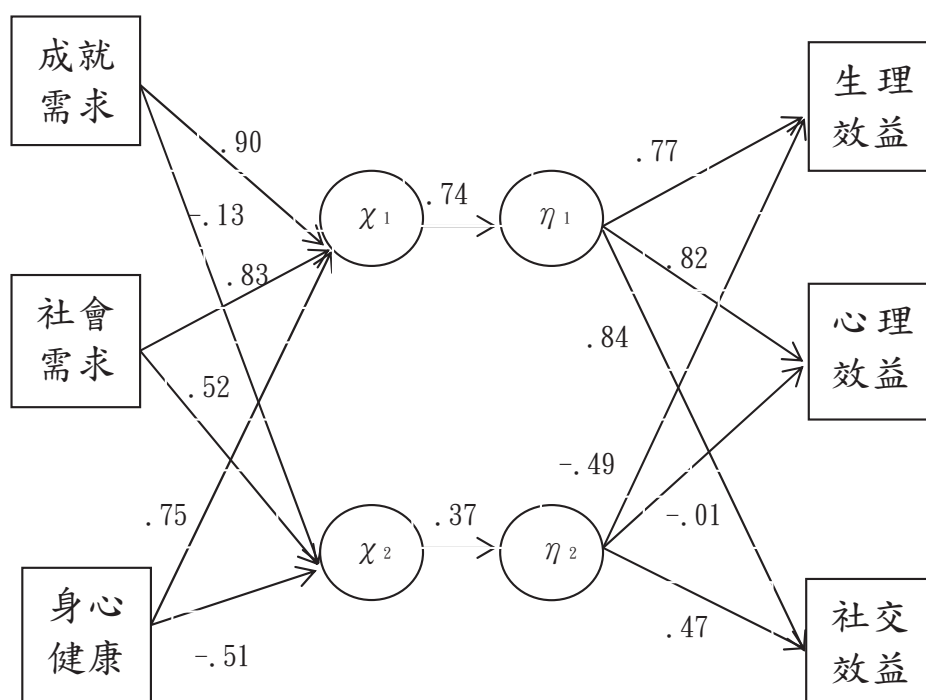 成就
需求
生理
效益
.90
.77
.74
χ1
η1
-.13
.82
.83
社會
需求
心理
效益
.84
.52
-.49
.75
.37
-.01
χ2
η2
身心
健康
社交
效益
.47
-.51